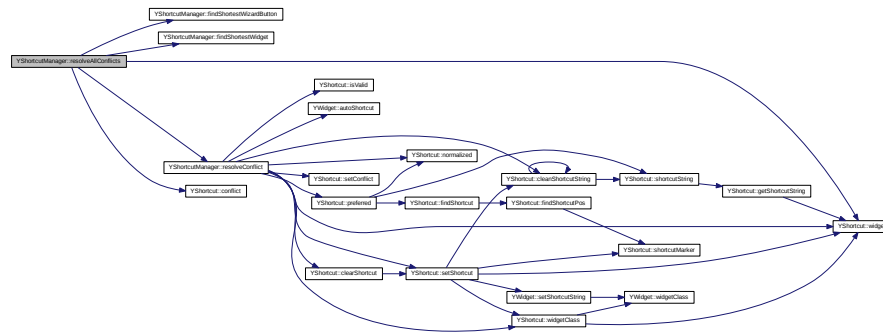 YShortcutManager::findShortestWizardButton
YShortcutManager::findShortestWidget
YShortcutManager::resolveAllConflicts
YShortcut::isValid
YWidget::autoShortcut
YShortcut::normalized
YShortcutManager::resolveConflict
YShortcut::setConflict
YShortcut::cleanShortcutString
YShortcut::shortcutString
YShortcut::conflict
YShortcut::getShortcutString
YShortcut::preferred
YShortcut::findShortcut
YShortcut::findShortcutPos
YShortcut::widget
YShortcut::shortcutMarker
YShortcut::clearShortcut
YShortcut::setShortcut
YWidget::setShortcutString
YWidget::widgetClass
YShortcut::widgetClass